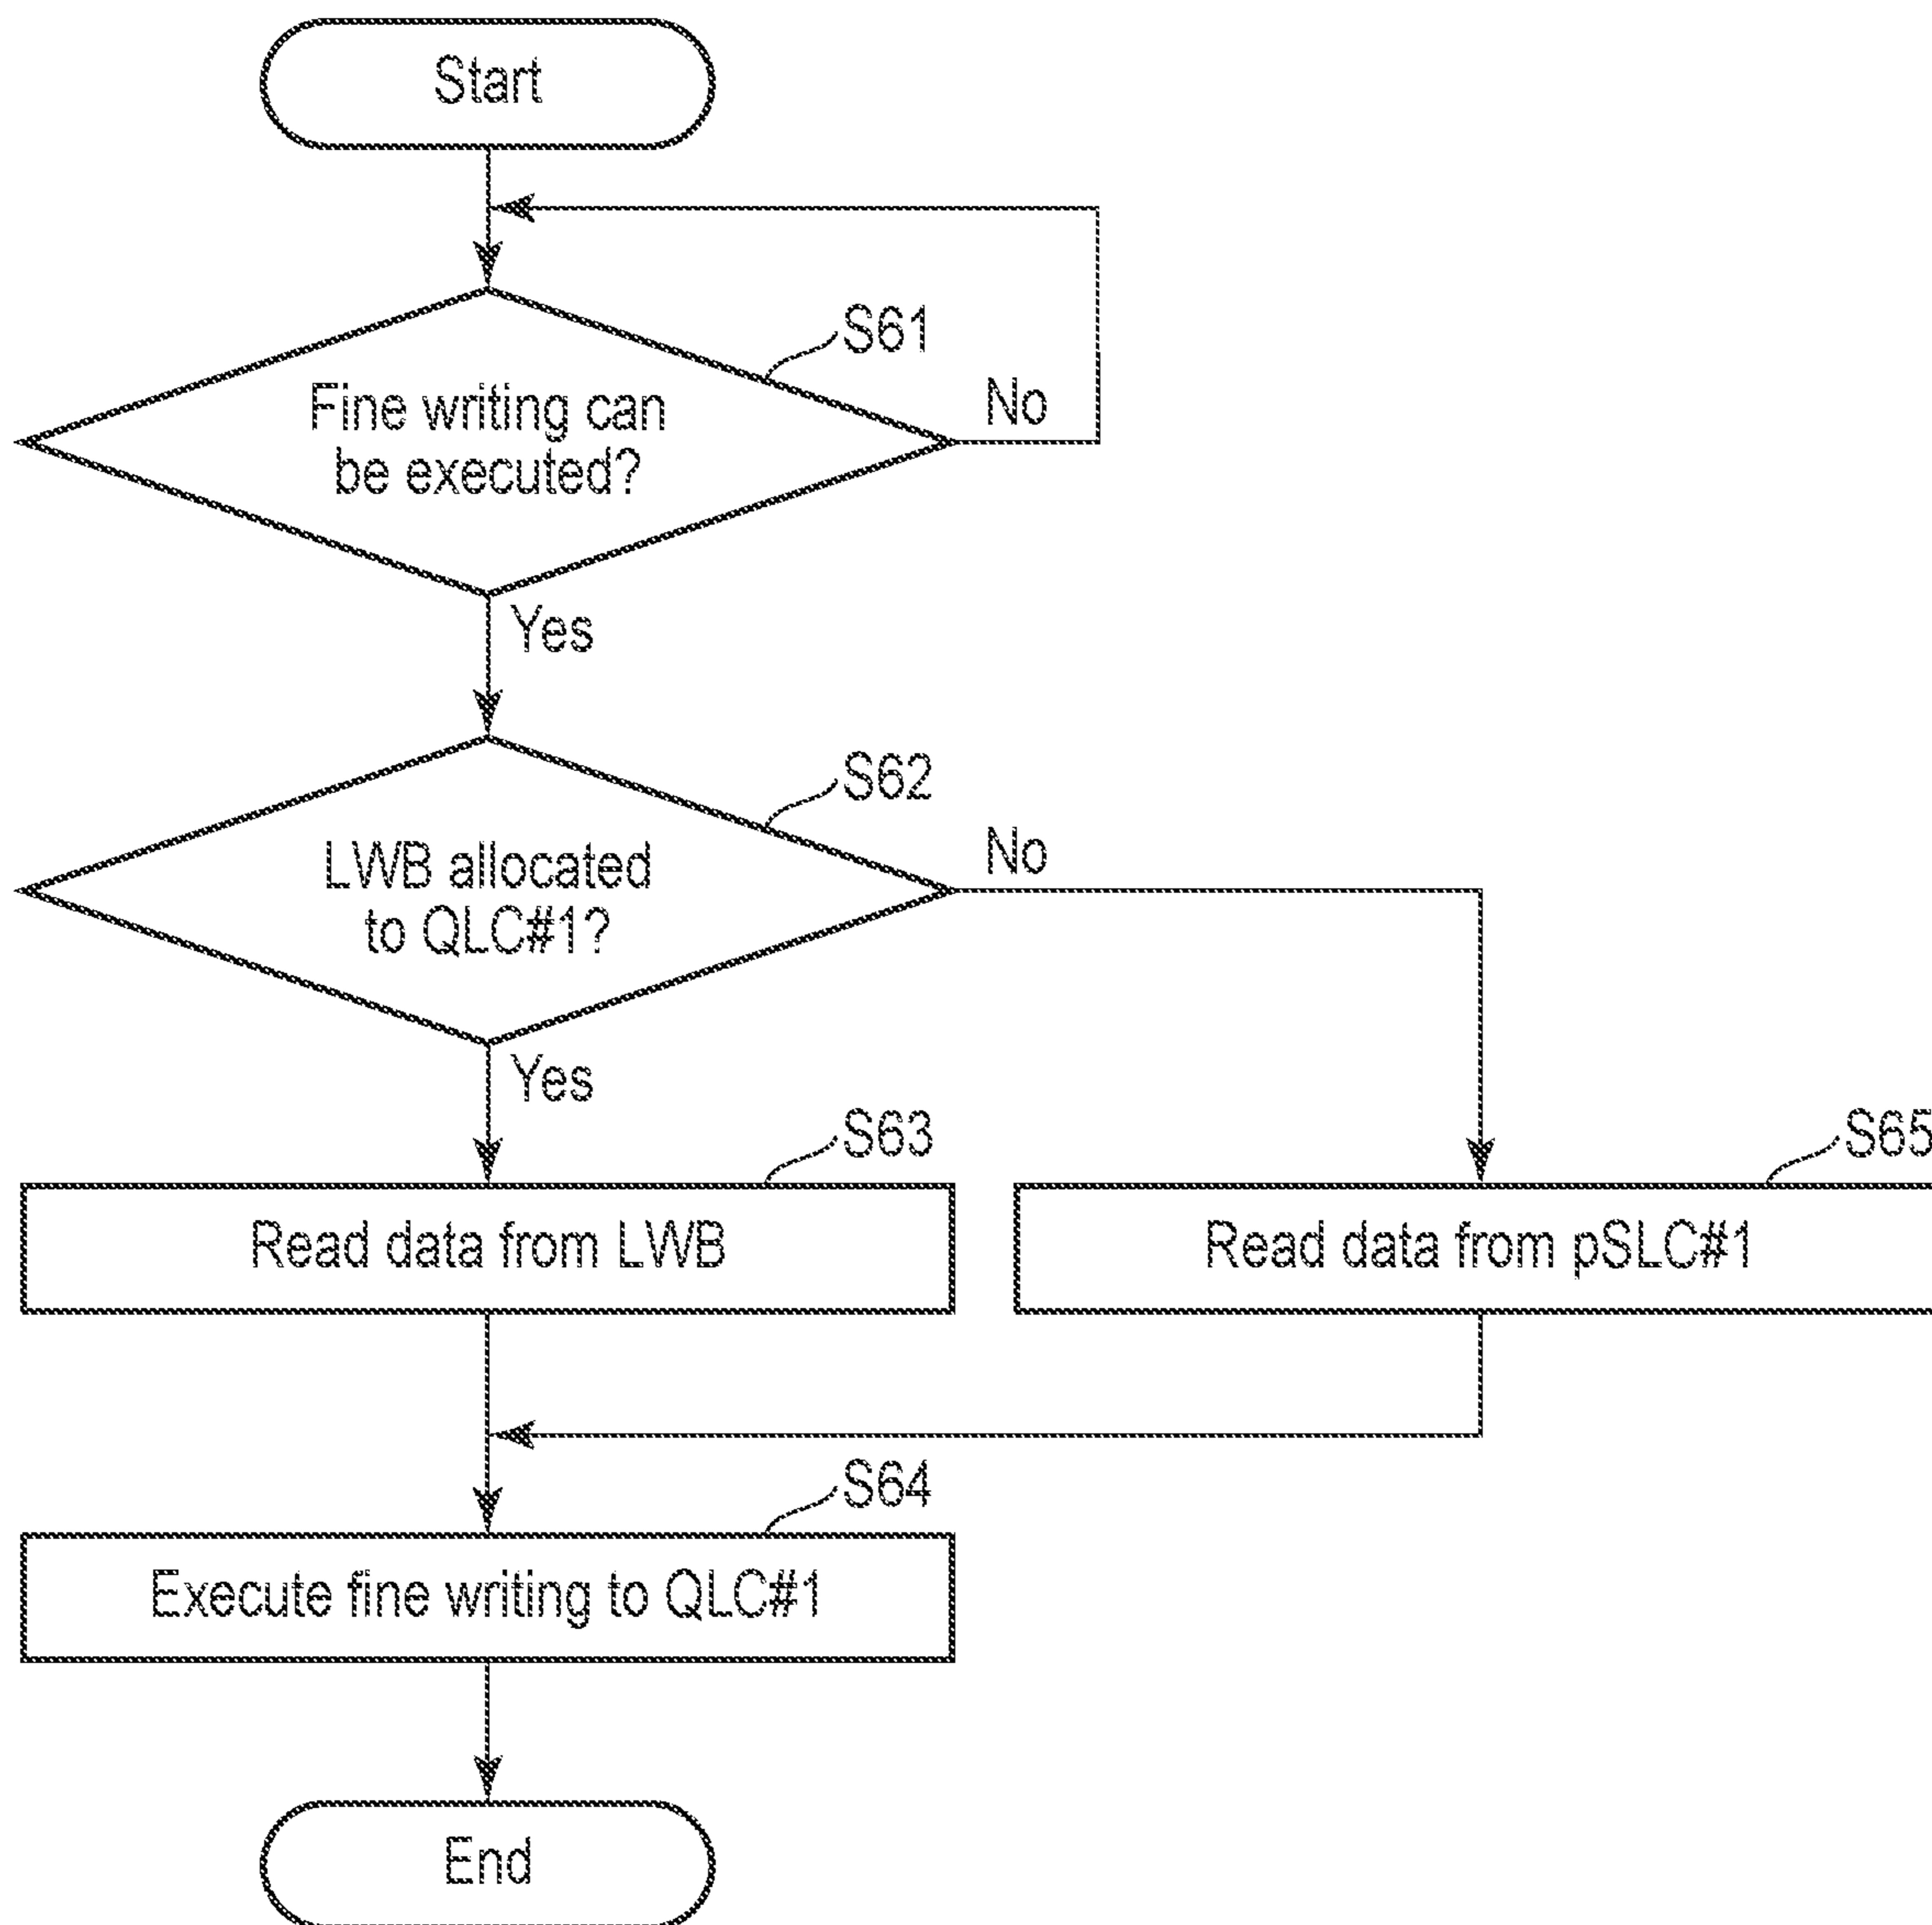 Start
S61
Fine writing can
be executed?
No
Yes
S62
LWB allocated
to QLC#1?
No
Yes
S63
Read data from LWB
S65
Read data from pSLC#1
S64
Execute fine writing to QLC#1
End